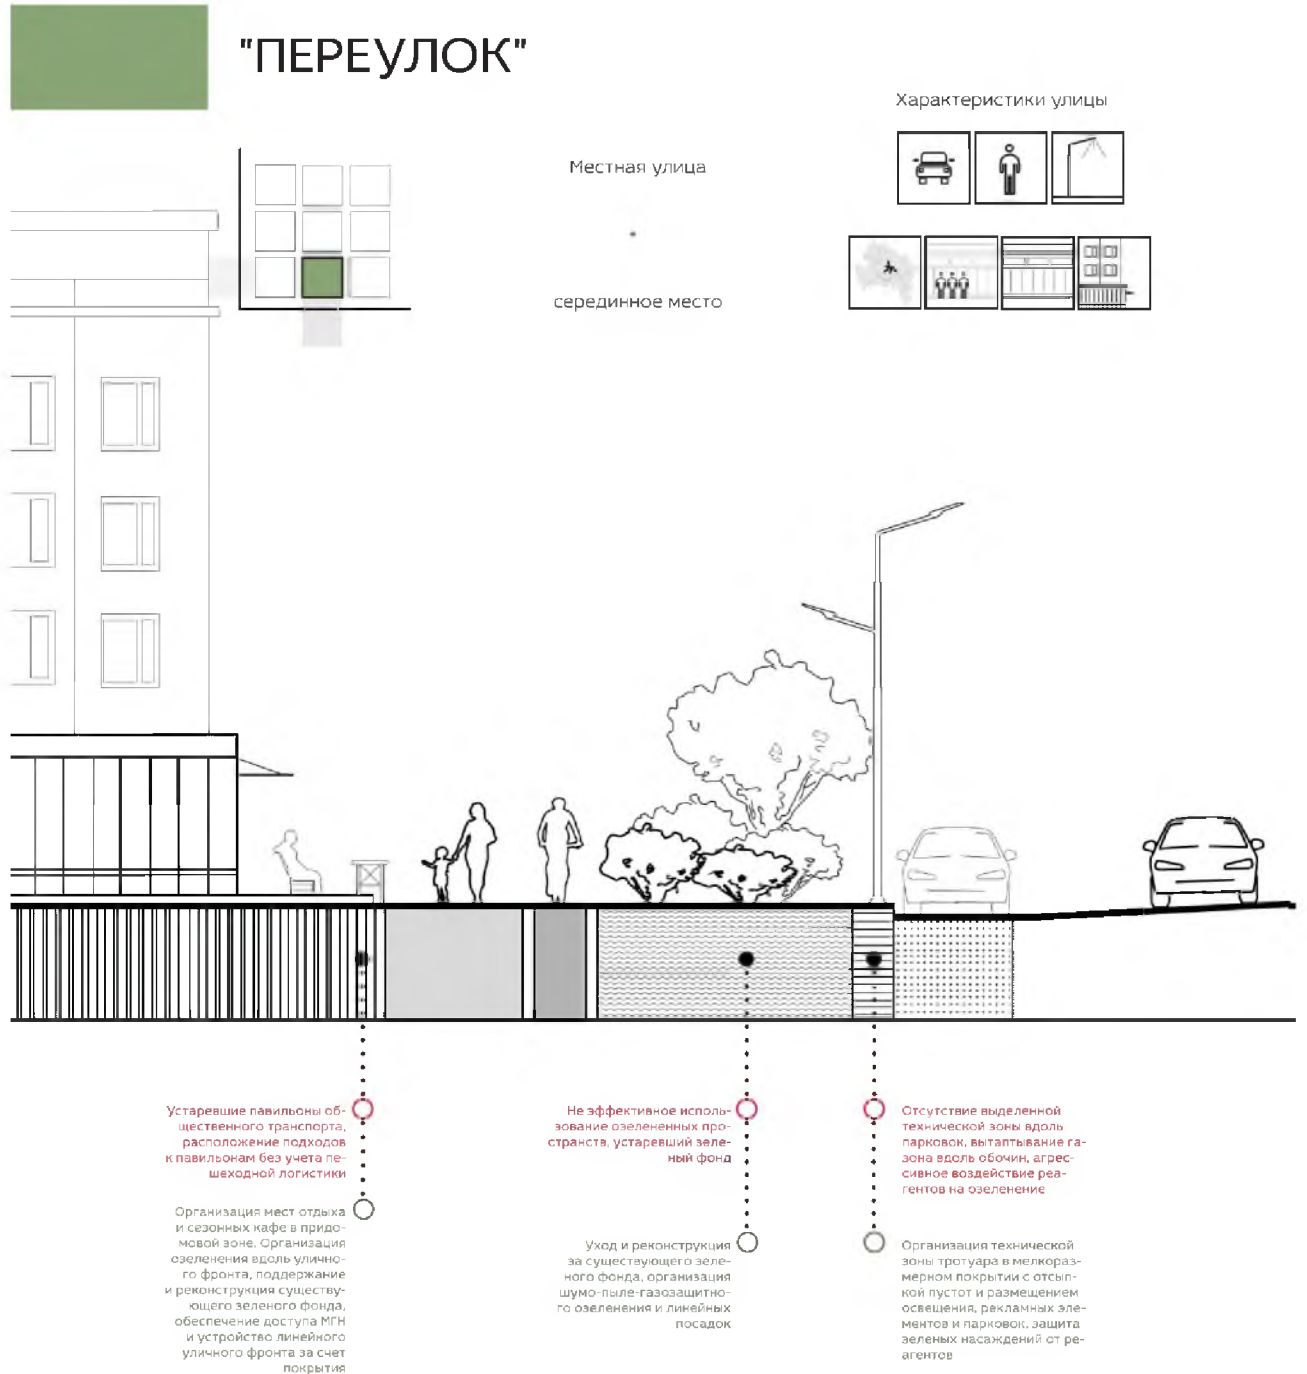 "ПЕРЕУЛОК"
Характеристики улицы
Местная улица
серединное место
Устаревшие павильоны об-
щественного транспорта,
расположение подходов
к павильонам без учета пе-
шеходной логистики
Организация мест отдыха
и сезонных кафе в придо-
мовой зоне. Организация
озеленения вдоль улично-
го фронта, поддержание
и реконструкция существу-
ющего зеленого фонда,
обеспечение доступа МГН
и устройство линейного
уличного фронта за счет
покрытия
Не эффективное исполь-
зование озелененных про-
странств, устаревший зеле-
ный фонд
Уход и реконструкция
за существующего зеле-
ного фонда, организация
шумо-пыле-газозащитно-
го озеленения и линейных
посадок
Отсутствие выделенной
технической зоны вдоль
парковок, вытаптывание га-
зона вдоль обочин, агрес-
сивное воздействие реа-
гентов на озеленение
Организация технической
зоны тротуара в мелкораз-
мерном покрытии с отсып-
кой пустот и размещением
освещения, рекламных эле-
ментов и парковок, защита
зеленых насаждений от ре-
агентов